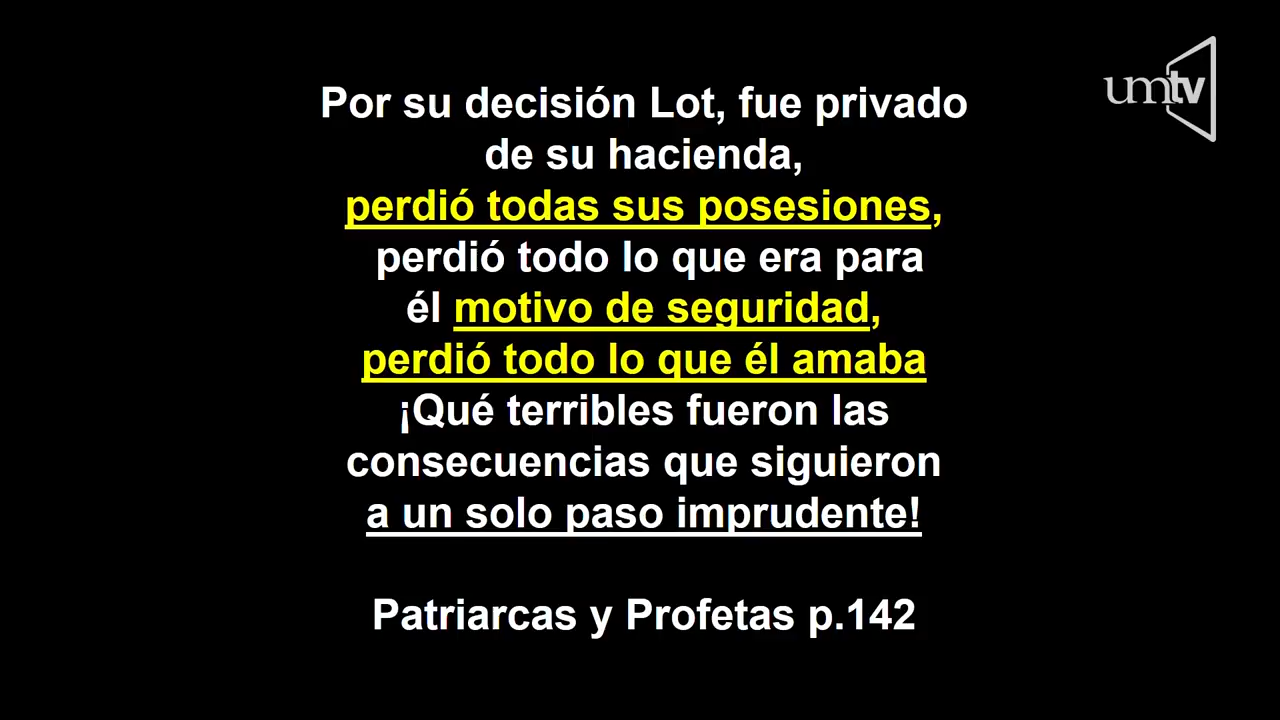 umtv
Por su decisión Lot, fue privado
de su hacienda,
perdió todas sus posesiones,
perdió todo lo que era para
él motivo de seguridad,
perdió todo lo que él amaba
¡Qué terribles fueron las
consecuencias que siguieron
a un solo paso imprudente!
Patriarcas y Profetas p.142